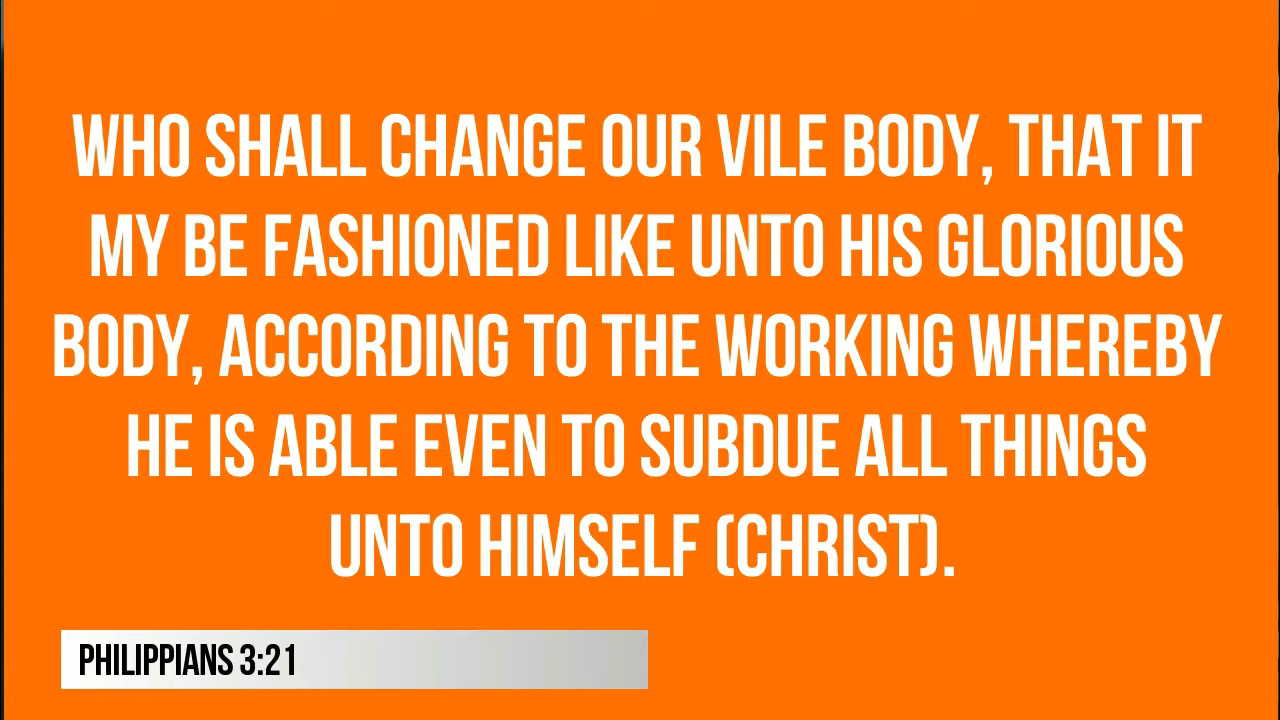 WHO SHALL CHANGE OUR VILE BODY, THAT IT
MY BE FASHIONED LIKE UNTO HIS GLORIOUS
BODY, ACCORDING TO THE WORKING WHEREBY
HE IS ABLE EVEN TO SUBDUE ALL THINGS
UNTO HIMSELF (CHRIST).
PHILIPPIANS 3:21